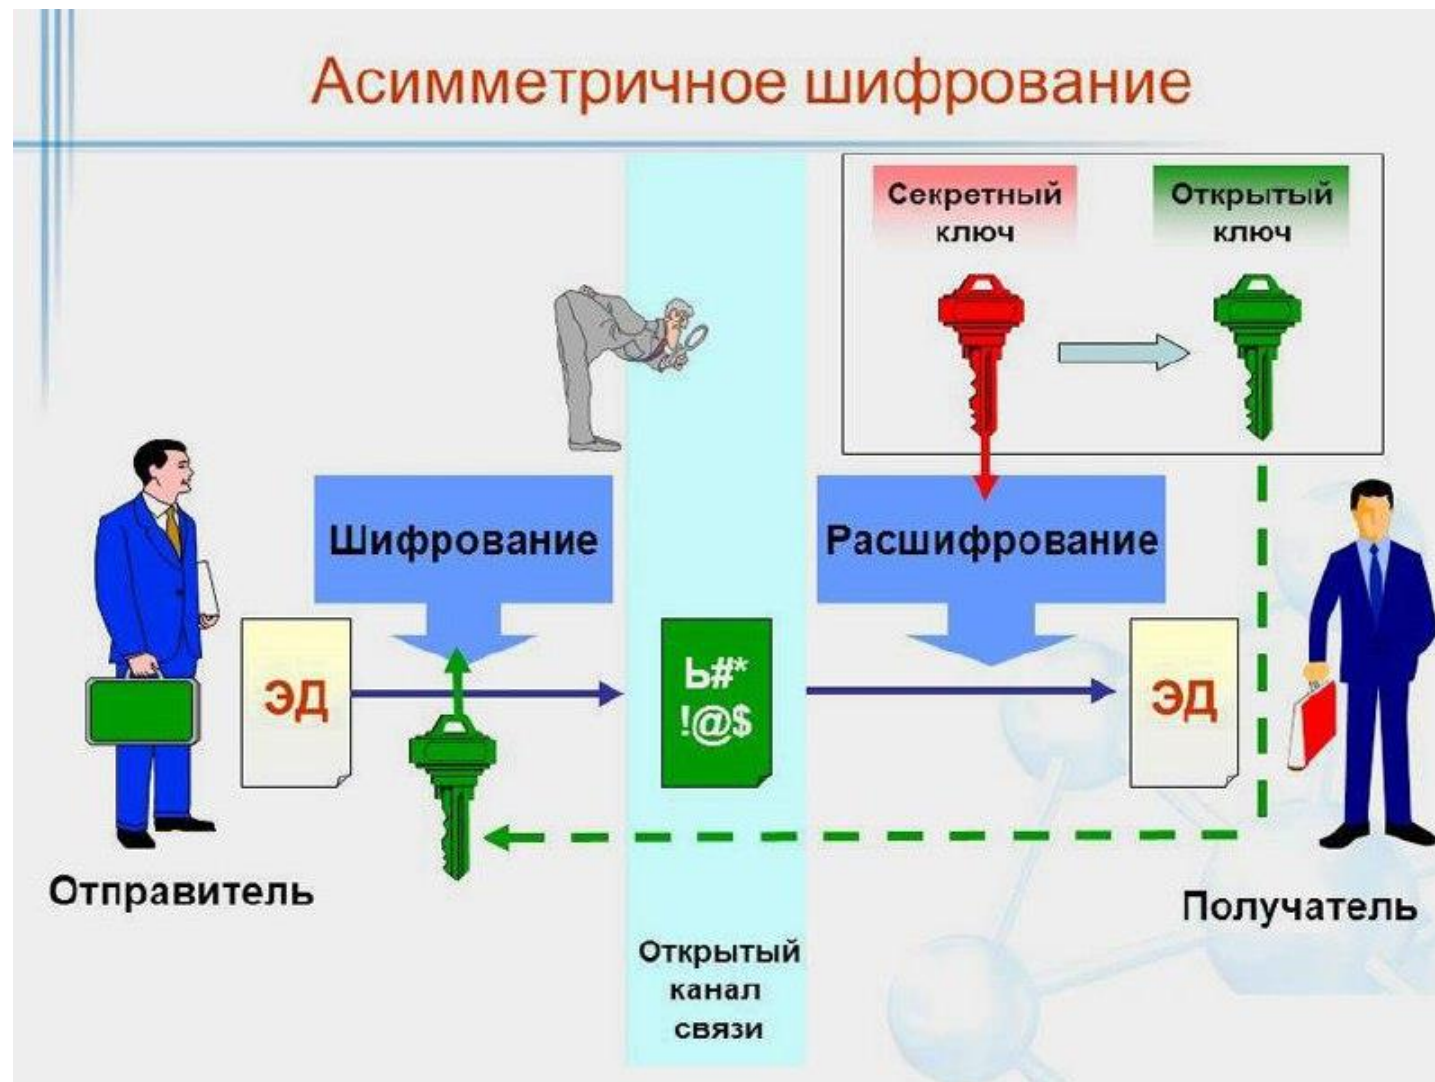 Асимметричное шифрование
Секретный
ключ
Открытый
ключ
Шифрование
Расшифрование
ЭД
Ь#*
!@$
ЭД
Отправитель
Получатель
Открытый
канал
связи